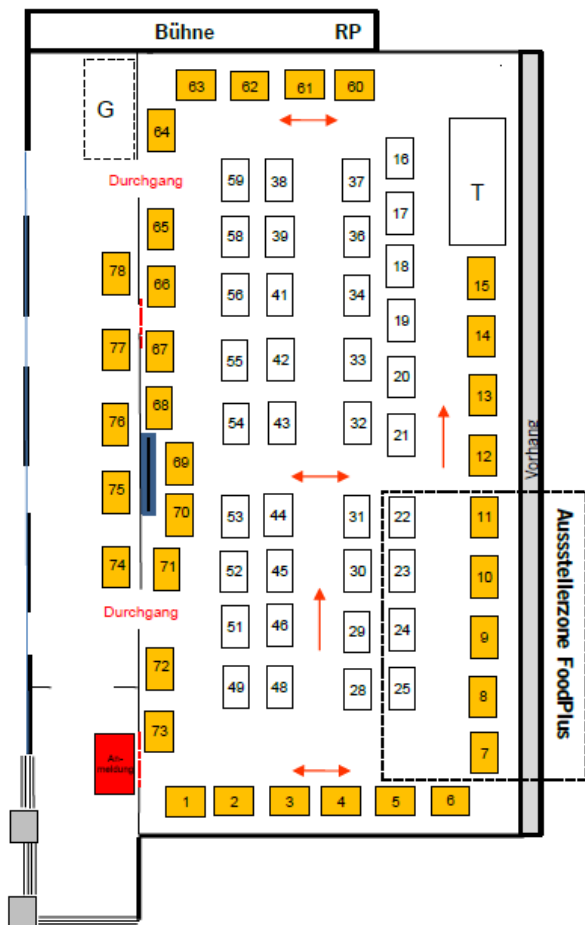 Bühne RP
63 62 61 60
G
64
16
59 38 37
Durchgang
T
17
65
58 39 36
18
78 66
15
56 41 34
19
14
77 67
55 42 33
20
13
68
76
54 43 32
21
12
Vorhang
69
75
70
53 44 31 22 11
74 71
52 45 30 23 10
Durchgang
51 46 29 24 9
72
49 48 28 25 8
73
7
An-
meldung
1 2 3 4 5 6
Aussstellerzone FoodPlus